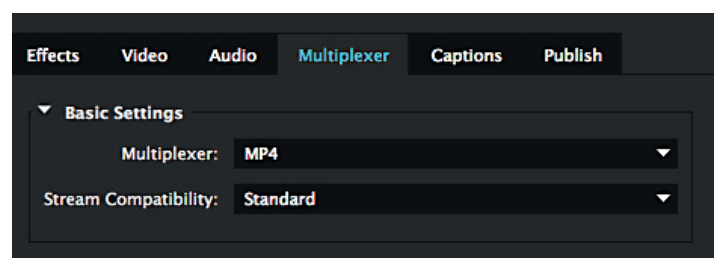 Effects Video Audio Multiplexer Captions Publish
Basic Settings
Multiplexer: MP4
Stream Compatibility: Standard